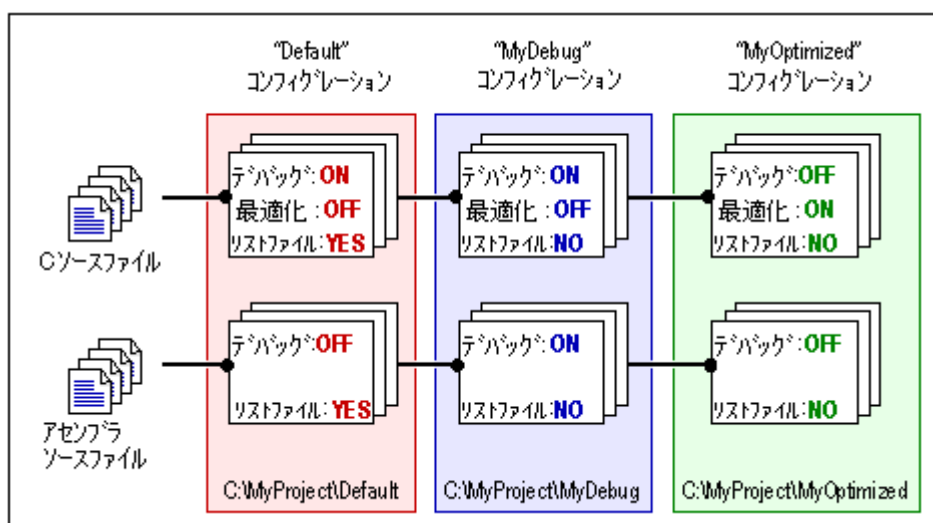 "Default"
コンフィグレーション
"MyDebug"
コンフィグレーション
"MyOptimized"
コンフィグレーション
Cソースファイル
デバッグ:ON
最適化:OFF
リストファイル:YES
デバッグ:ON
最適化:OFF
リストファイル:NO
デバッグ:OFF
最適化:ON
リストファイル:NO
アセンブラ
ソースファイル
デバッグ:OFF
リストファイル:YES
デバッグ:ON
リストファイル:NO
デバッグ:OFF
リストファイル:NO
C:\MyProject\Default
C:\MyProject\MyDebug
C:\MyProject\MyOptimized